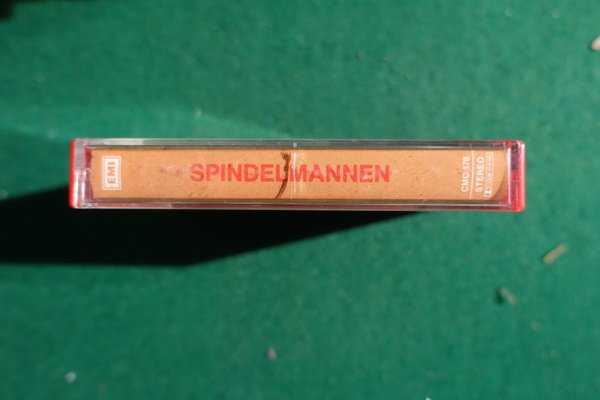 EMI
SPINDELMANNEN
CMC 178
STEREO